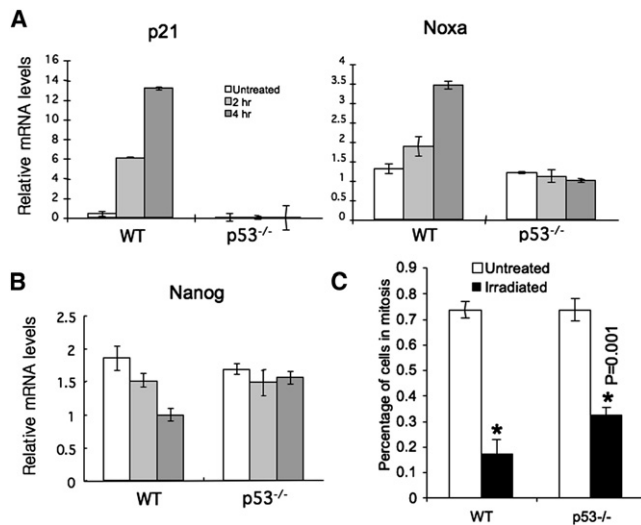 A
p21
Relative mRNA levels
16
14
12
10
8
6
4
2
0
Untreated
2 hr
4 hr
WT
p53-/-
Noxa
4
3.5
3
2.5
2
1.5
1
0.5
0
WT
p53-/-
B
Nanog
Relative mRNA levels
2.5
2
1.5
1
0
WT
p53-/-
C
Percentage of cells in mitosis
0.9
0.8
0.7
0.6
0.5
0.4
0.3
0.2
0.1
0
Untreated
Irradiated
*
*
P=0.001
WT
p53-/-